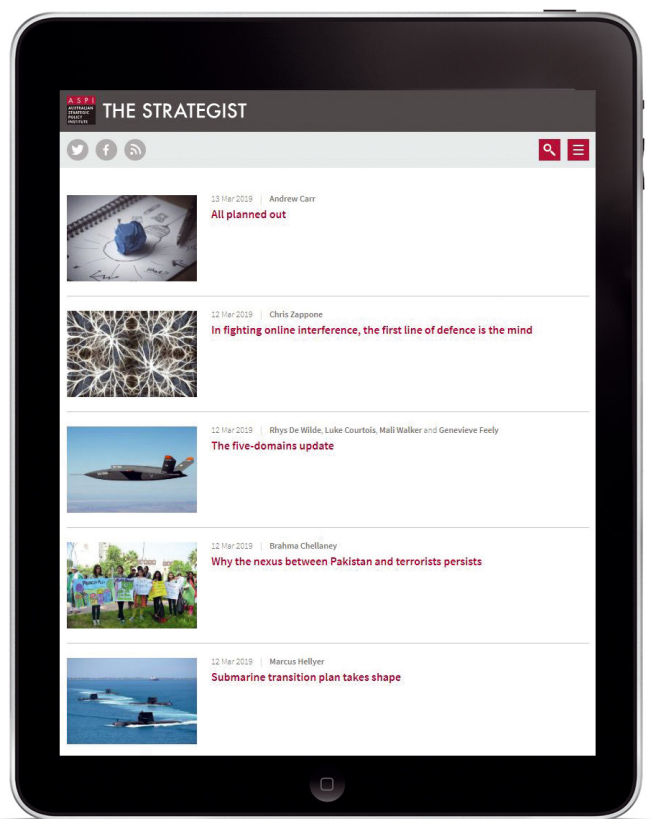 ASPI
AUSTRALIAN
STRATEGIC
POLICY
INSTITUTE
THE STRATEGIST
13 Mar 2019 | Andrew Carr
All planned out
12 Mar 2019 | Chris Zappone
In fighting online interference, the first line of defence is the mind
12 Mar 2019 | Rhys De Wilde, Luke Courtois, Mali Walker and Genevieve Feely
The five-domains update
12 Mar 2019 | Brahma Chellaney
Why the nexus between Pakistan and terrorists persists
12 Mar 2019 | Marcus Hellyer
Submarine transition plan takes shape